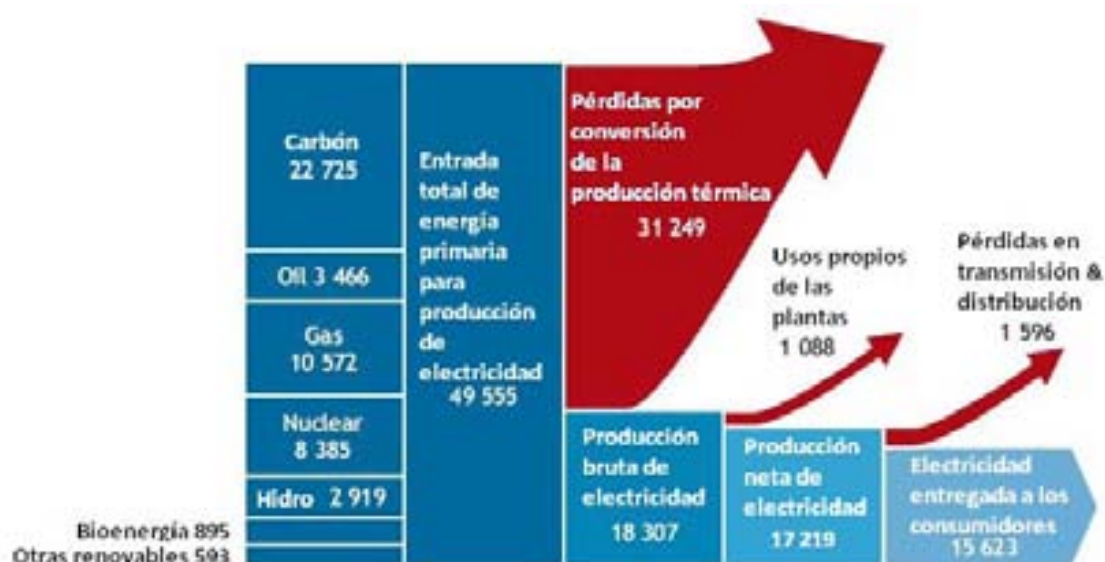 Carbón
22 725
Oil 3 466
Gas
10 572
Nuclear
8 385
Hidro 2 919
Bioenergía 895
Otras renovables 593
Entrada
total de
energía
primaria
para
producción
de
electricidad
49 555
Pérdidas por
conversión
de la
producción térmica
31 249
Usos propios
de las
plantas
1 088
Pérdidas en
transmisión &
distribución
1 596
Producción
bruta de
electricidad
18 307
Producción
neta de
electricidad
17 219
Electricidad
entregada a los
consumidores
15 623